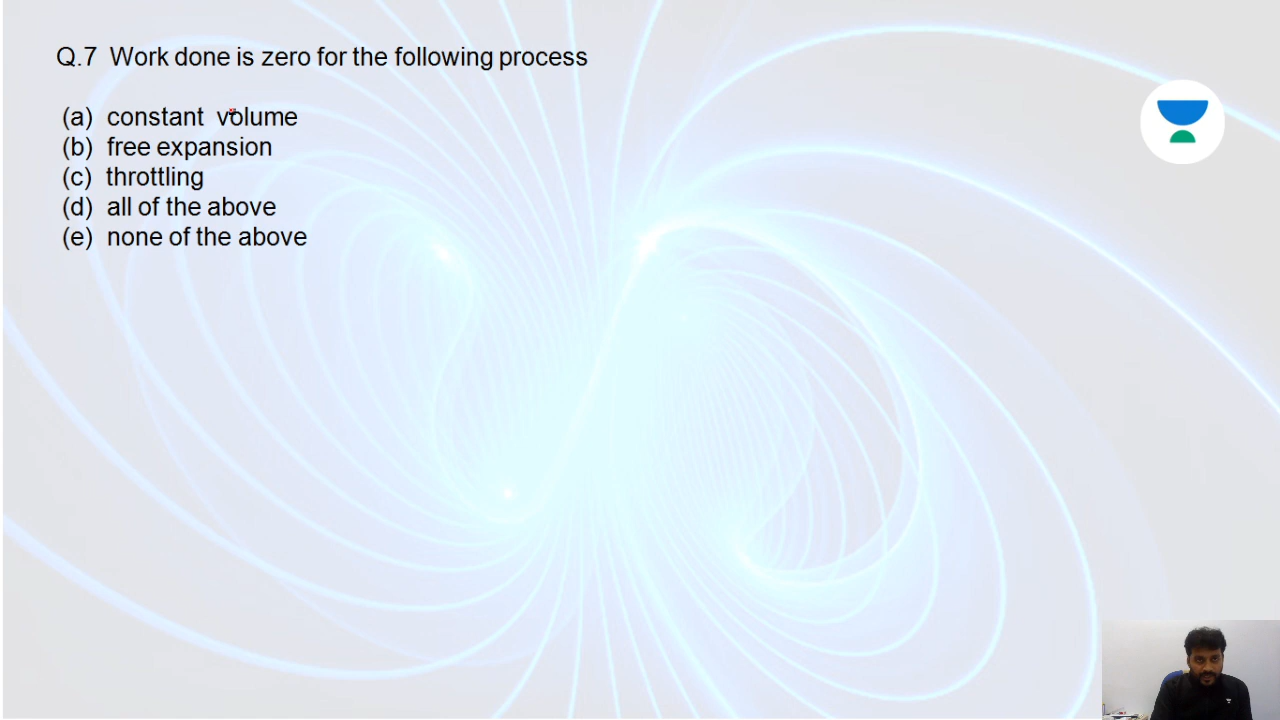 Q.7 Work done is zero for the following process
(a) constant volume
(b) free expansion
(c) throttling
(d) all of the above
(e) none of the above